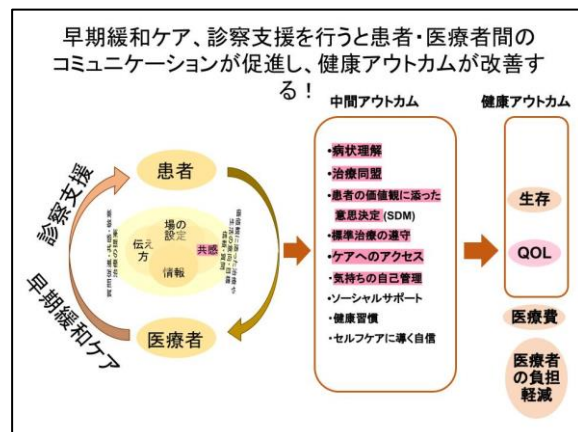 早期緩和ケア、診察支援を行うと患者・医療者間の
コミュニケーションが促進し、健康アウトカムが改善す
る！
中間アウトカム
健康アウトカム
診察支援
早期緩和ケア
患者
場の
設定
伝え
方
共感
情報
医療者
・病状理解
・治療同盟
・患者の価値観に添った
意思決定 (SDM)
・標準治療の遵守
・ケアへのアクセス
・気持ちの自己管理
・ソーシャルサポート
・健康習慣
・セルフケアに導く自信
生存
QOL
医療費
医療者
の負担
軽減